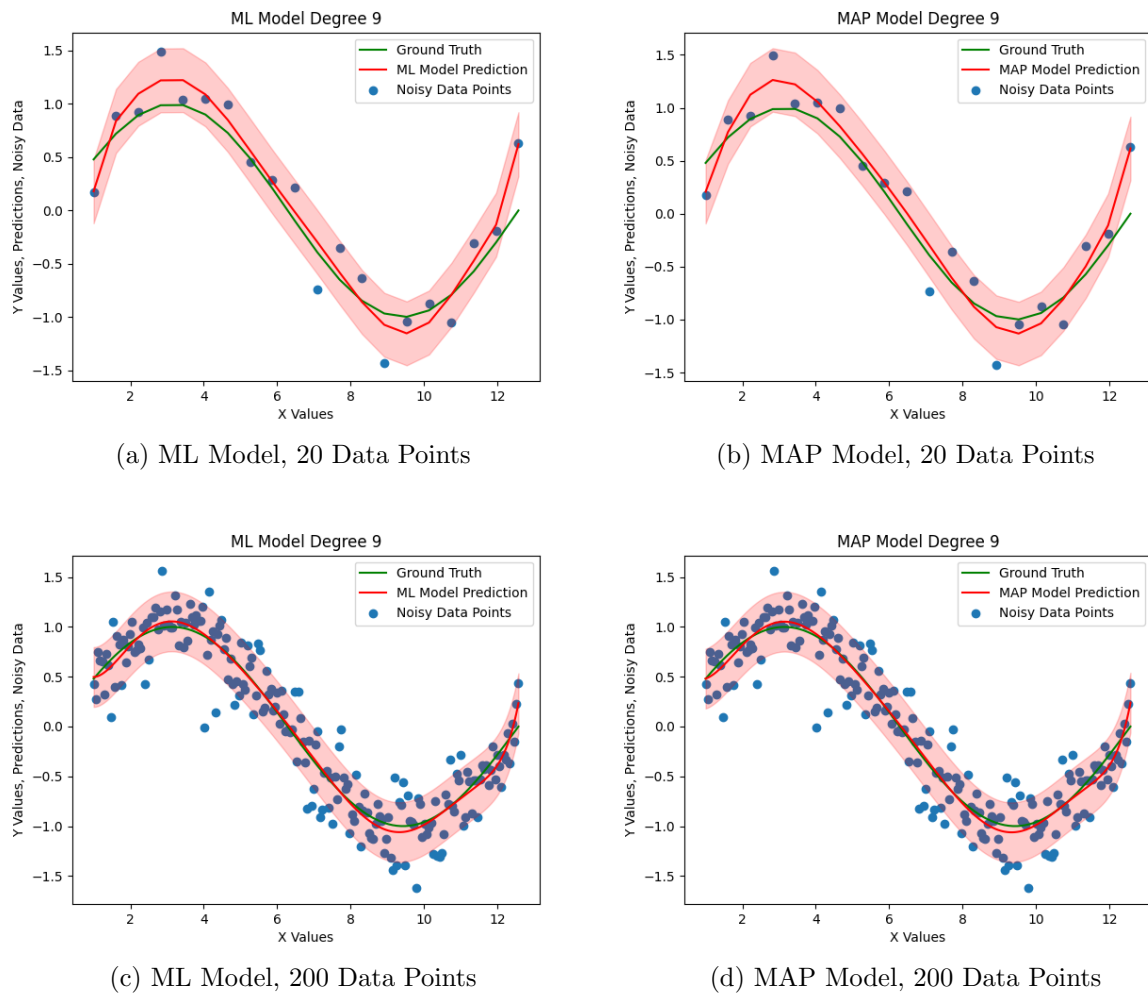 ML Model Degree 9
Y Values, Predictions, Noisy Data
1.5
1.0
0.5
0.0
−0.5
−1.0
−1.5
Ground Truth
ML Model Prediction
Noisy Data Points
2 4 6 8 10 12
X Values
(a) ML Model, 20 Data Points
MAP Model Degree 9
Y Values, Predictions, Noisy Data
1.5
1.0
0.5
0.0
−0.5
−1.0
−1.5
Ground Truth
MAP Model Prediction
Noisy Data Points
2 4 6 8 10 12
X Values
(b) MAP Model, 20 Data Points
ML Model Degree 9
Y Values, Predictions, Noisy Data
1.5
1.0
0.5
0.0
−0.5
−1.0
−1.5
Ground Truth
ML Model Prediction
Noisy Data Points
2 4 6 8 10 12
X Values
(c) ML Model, 200 Data Points
MAP Model Degree 9
Y Values, Predictions, Noisy Data
1.5
1.0
0.5
0.0
−0.5
−1.0
−1.5
Ground Truth
MAP Model Prediction
Noisy Data Points
2 4 6 8 10 12
X Values
(d) MAP Model, 200 Data Points